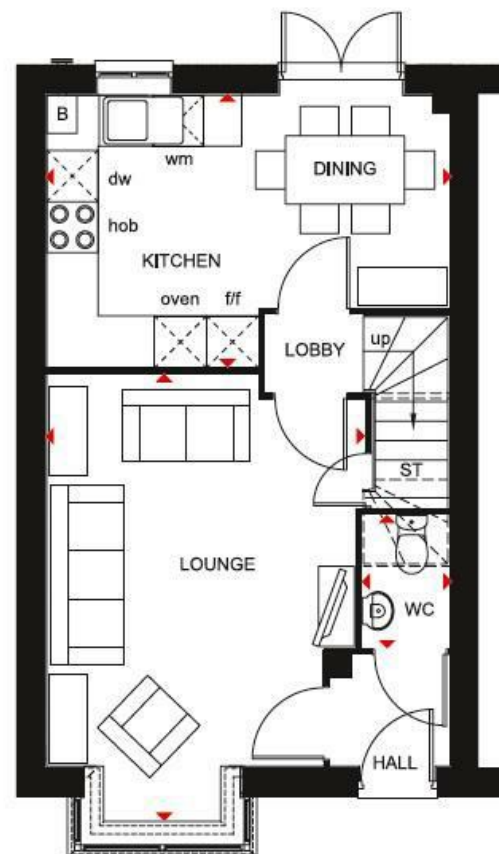 B
wm
DINING
dw
hob
KITCHEN
oven f/f
LOBBY
up
ST
LOUNGE
WC
HALL